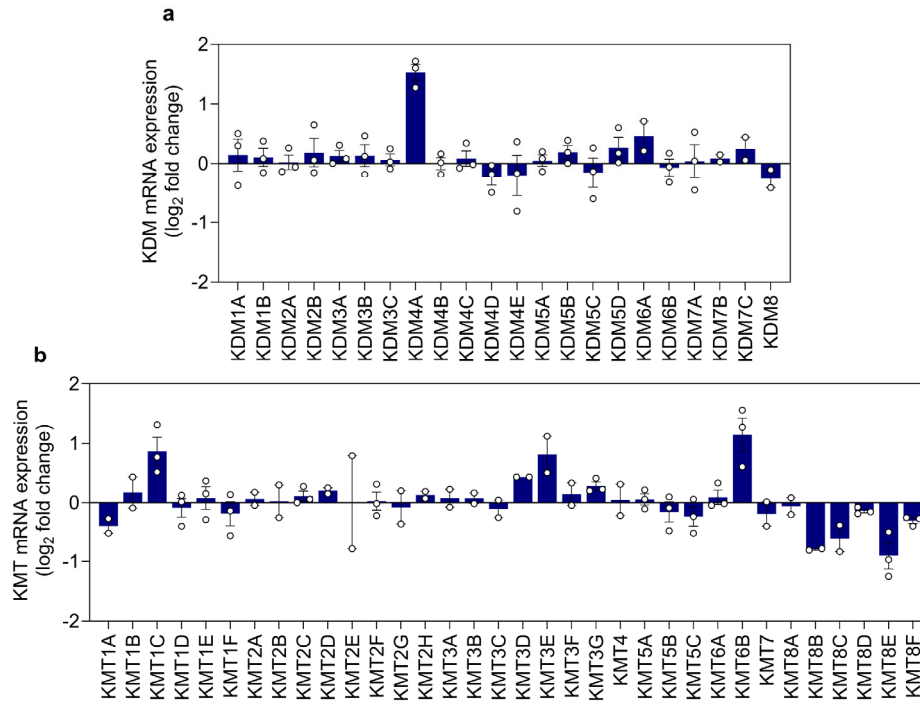 a
KDM mRNA expression
(log2 fold change)
2
1
0
-1
-2
KDM1A
KDM1B
KDM2A
KDM2B
KDM3A
KDM3B
KDM3C
KDM4A
KDM4B
KDM4C
KDM4D
KDM4E
KDM5A
KDM5B
KDM5C
KDM5D
KDM6A
KDM6B
KDM7A
KDM7B
KDM7C
KDM8
b
KMT mRNA expression
(log2 fold change)
2
1
0
-1
-2
KMT1A
KMT1B
KMT1C
KMT1D
KMT1E
KMT1F
KMT2A
KMT2B
KMT2C
KMT2D
KMT2E
KMT2F
KMT2G
KMT2H
KMT3A
KMT3B
KMT3C
KMT3D
KMT3E
KMT3F
KMT3G
KMT4
KMT5A
KMT5B
KMT5C
KMT6A
KMT6B
KMT7
KMT8A
KMT8B
KMT8C
KMT8D
KMT8E
KMT8F